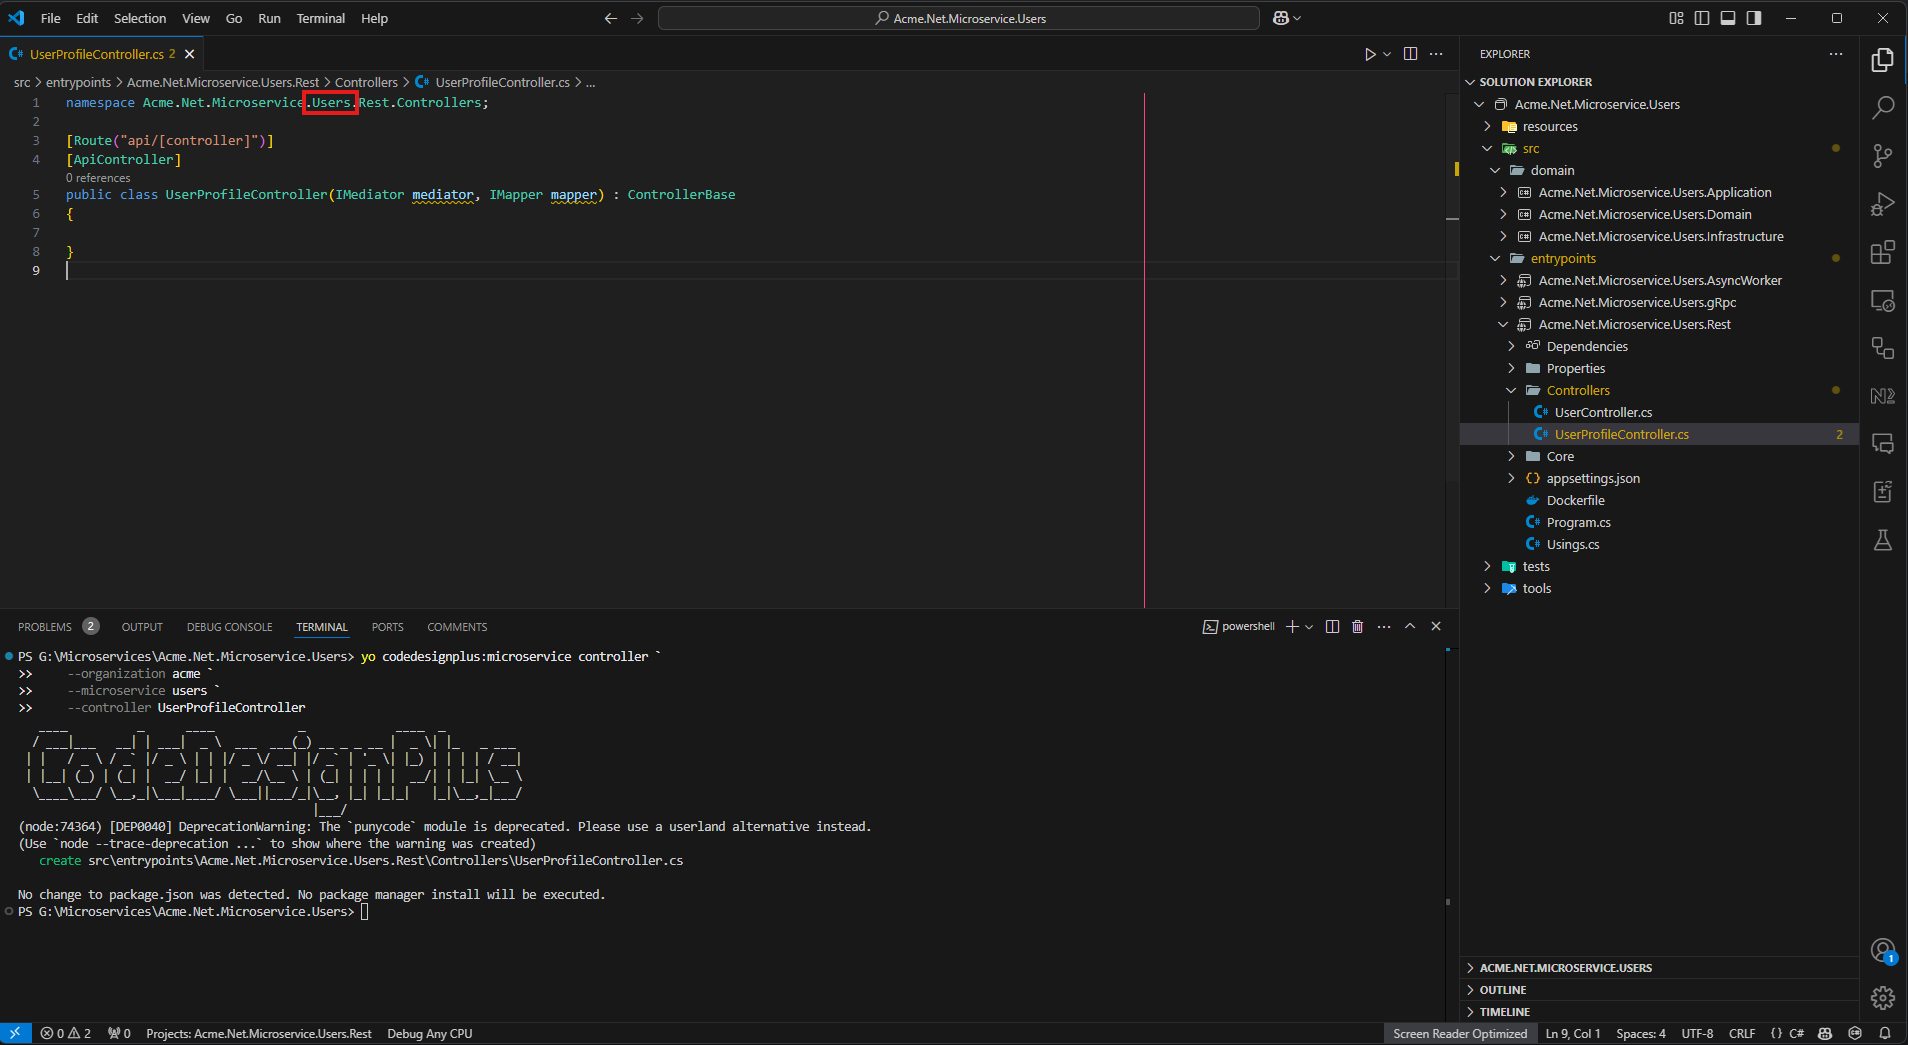 File Edit Selection View Go Run Terminal Help
Acme.Net.Microservice.Users
UserProfileController.cs 2
src > entrypoints > Acme.Net.Microservice.Users.Rest > Controllers > UserProfileController.cs > ...
1 namespace Acme.Net.Microservice.Users.Rest.Controllers;
2
3 [Route("api/[controller]")]
4 [ApiController]
0 references
5 public class UserProfileController(IMediator mediator, IMapper mapper) : ControllerBase
6 {
7
8 }
9
EXPLORER
SOLUTION EXPLORER
Acme.Net.Microservice.Users
resources
src
domain
Acme.Net.Microservice.Users.Application
Acme.Net.Microservice.Users.Domain
Acme.Net.Microservice.Users.Infrastructure
entrypoints
Acme.Net.Microservice.Users.AsyncWorker
Acme.Net.Microservice.Users.gRpc
Acme.Net.Microservice.Users.Rest
Dependencies
Properties
Controllers
UserController.cs
UserProfileController.cs 2
Core
appsettings.json
Dockerfile
Program.cs
Usings.cs
tests
tools
ACME.NET.MICROSERVICE.USERS
OUTLINE
TIMELINE
PROBLEMS 2 OUTPUT DEBUG CONSOLE TERMINAL PORTS COMMENTS
powershell
PS G:\Microservices\Acme.Net.Microservice.Users> yo codedesignplus:microservice controller `
>> --organization acme `
>> --microservice users `
>> --controller UserProfileController
CodeDesignPlus
(node:74364) [DEP0040] DeprecationWarning: The `punycode` module is deprecated. Please use a userland alternative instead.
(Use `node --trace-deprecation ...` to show where the warning was created)
create src\entrypoints\Acme.Net.Microservice.Users.Rest\Controllers\UserProfileController.cs
No change to package.json was detected. No package manager install will be executed.
PS G:\Microservices\Acme.Net.Microservice.Users>
1
0 2 0 Projects: Acme.Net.Microservice.Users.Rest Debug Any CPU
Screen Reader Optimized Ln 9, Col 1 Spaces: 4 UTF-8 CRLF {} C#